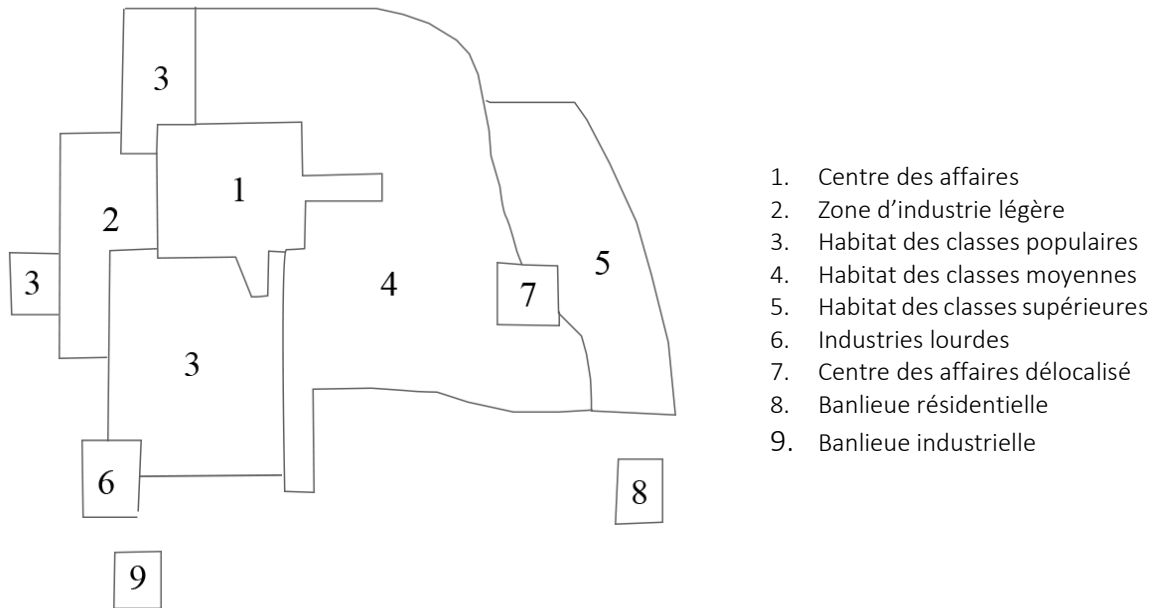 3
1
2
3
4
5
7
3
6
8
9
1. Centre des affaires
2. Zone d’industrie légère
3. Habitat des classes populaires
4. Habitat des classes moyennes
5. Habitat des classes supérieures
6. Industries lourdes
7. Centre des affaires délocalisé
8. Banlieue résidentielle
9. Banlieue industrielle